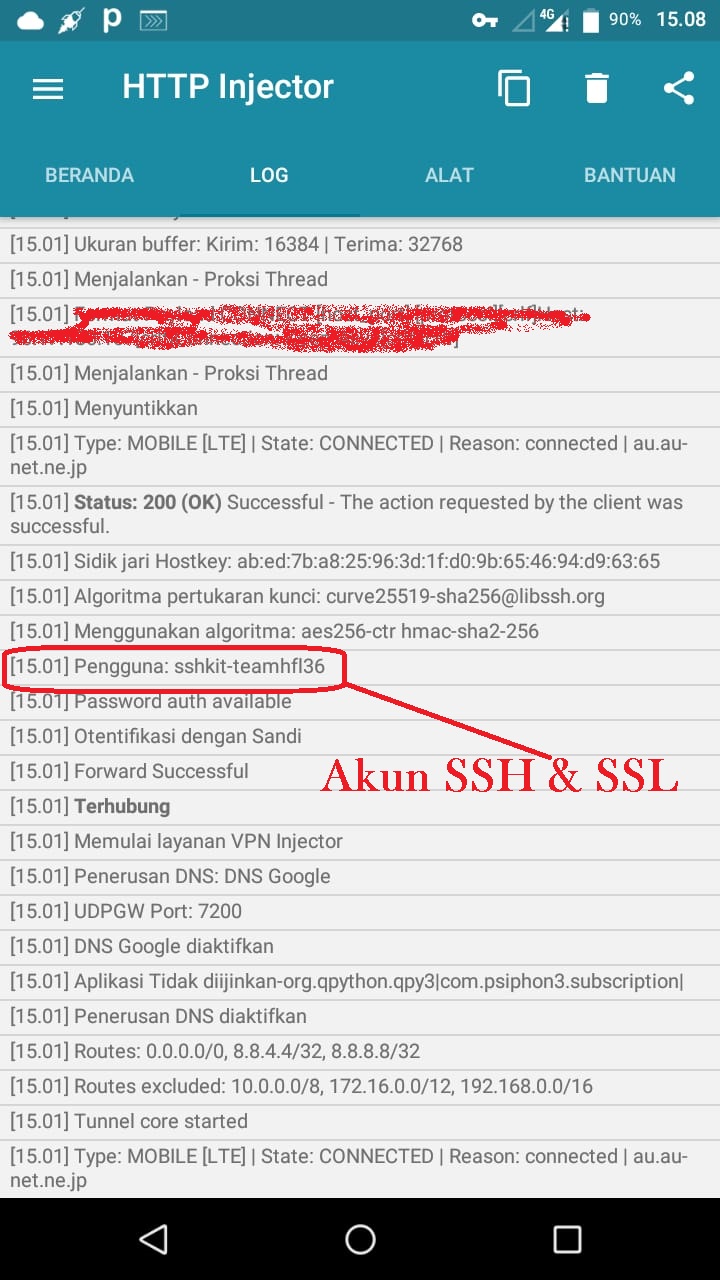 4G
90%
15.08
HTTP Injector
BERANDA
LOG
ALAT
BANTUAN
[15.01] Ukuran buffer: Kirim: 16384 | Terima: 32768
[15.01] Menjalankan - Proksi Thread
[15.01]
[15.01] Menjalankan - Proksi Thread
[15.01] Menyuntikkan
[15.01] Type: MOBILE [LTE] | State: CONNECTED | Reason: connected | au.au-
net.ne.jp
[15.01] Status: 200 (OK) Successful - The action requested by the client was
successful.
[15.01] Sidik jari Hostkey: ab:ed:7b:a8:25:96:3d:1f:d0:9b:65:46:94:d9:63:65
[15.01] Algoritma pertukaran kunci: curve25519-sha256@libssh.org
[15.01] Menggunakan algoritma: aes256-ctr hmac-sha2-256
[15.01] Pengguna: sshkit-teamhfl36
[15.01] Password auth available
[15.01] Otentifikasi dengan Sandi
[15.01] Forward Successful
Akun SSH & SSL
[15.01] Terhubung
[15.01] Memulai layanan VPN Injector
[15.01] Penerusan DNS: DNS Google
[15.01] UDPGW Port: 7200
[15.01] DNS Google diaktifkan
[15.01] Aplikasi Tidak diijinkan-org.qpython.qpy3|com.psiphon3.subscription|
[15.01] Penerusan DNS diaktifkan
[15.01] Routes: 0.0.0.0/0, 8.8.4.4/32, 8.8.8.8/32
[15.01] Routes excluded: 10.0.0.0/8, 172.16.0.0/12, 192.168.0.0/16
[15.01] Tunnel core started
[15.01] Type: MOBILE [LTE] | State: CONNECTED | Reason: connected | au.au-
net.ne.jp